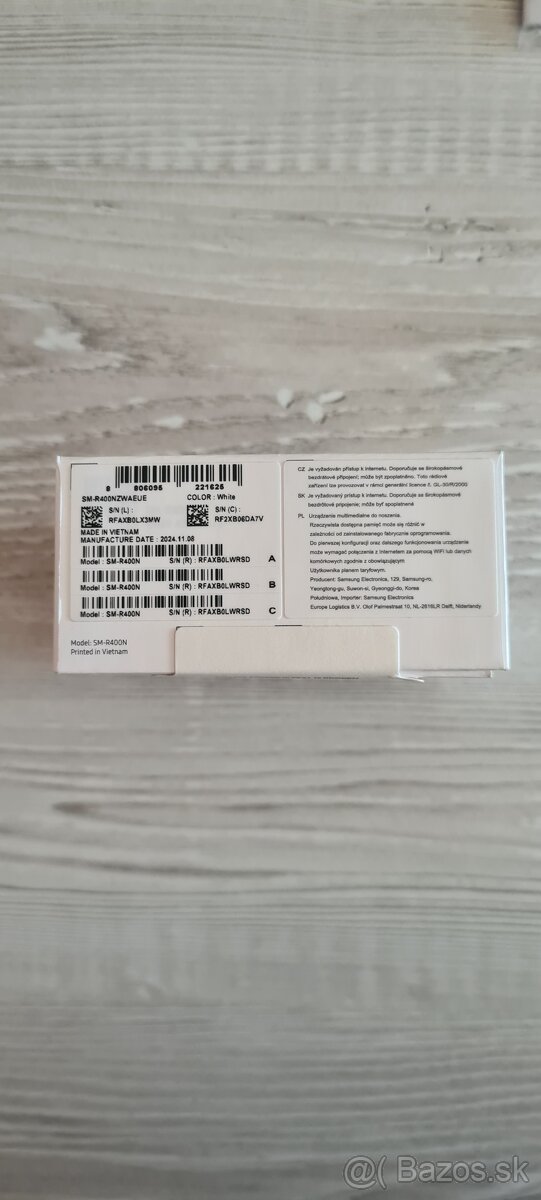 8 806095 221625
SM-R400NZWAEUE COLOR : White
S/N (L) : S/N (C) :
RFAXB0LX3MW RF2XB06DA7V
MADE IN VIETNAM
MANUFACTURE DATE : 2024.11.08
Model : SM-R400N S/N (R) : RFAXB0LWRSD A
Model : SM-R400N S/N (R) : RFAXB0LWRSD B
Model : SM-R400N S/N (R) : RFAXB0LWRSD C
Model: SM-R400N
Printed in Vietnam
CZ Je vyžadován přístup k internetu. Doporučuje se širokopásmové
bezdrátové připojení; může být zpoplatněno. Toto rádiové
zařízení lze provozovat v rámci generální licence č. GL-30/R/2000
SK Je vyžadovaný prístup k internetu. Doporučuje sa širokopásmové
bezdrôtové pripojenie; môže byť spoplatnené
PL Urządzenie multimedialne do noszenia.
Rzeczywista dostępna pamięć może się różnić w
zależności od zainstalowanego fabrycznie oprogramowania.
Do pierwszej konfiguracji oraz dalszego funkcjonowania urządzenie
może wymagać połączenia z Internetem za pomocą WiFi lub danych
komórkowych zgodnie z obowiązującym
Użytkownika planem taryfowym.
Producent: Samsung Electronics, 129, Samsung-ro,
Yeongtong-gu, Suwon-si, Gyeonggi-do, Korea
Południowa, Importer: Samsung Electronics
Europe Logistics B.V. Olof Palmestraat 10, NL-2616LR Delft, Niderlandy
@( Bazos.sk